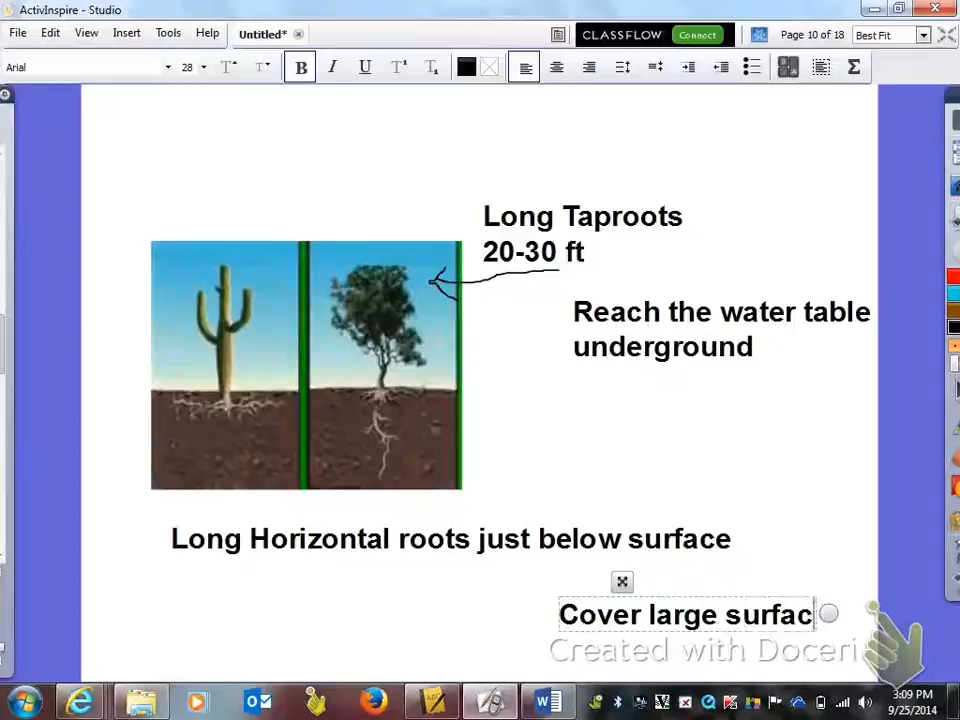 ActivInspire - Studio
File Edit View Insert Tools Help Untitled* CLASSFLOW Connect Page 10 of 18 Best Fit
Arial 28 B I U
Long Taproots
20-30 ft
Reach the water table
underground
Long Horizontal roots just below surface
Cover large surfac
Created with Doceri
3:09 PM
9/25/2014